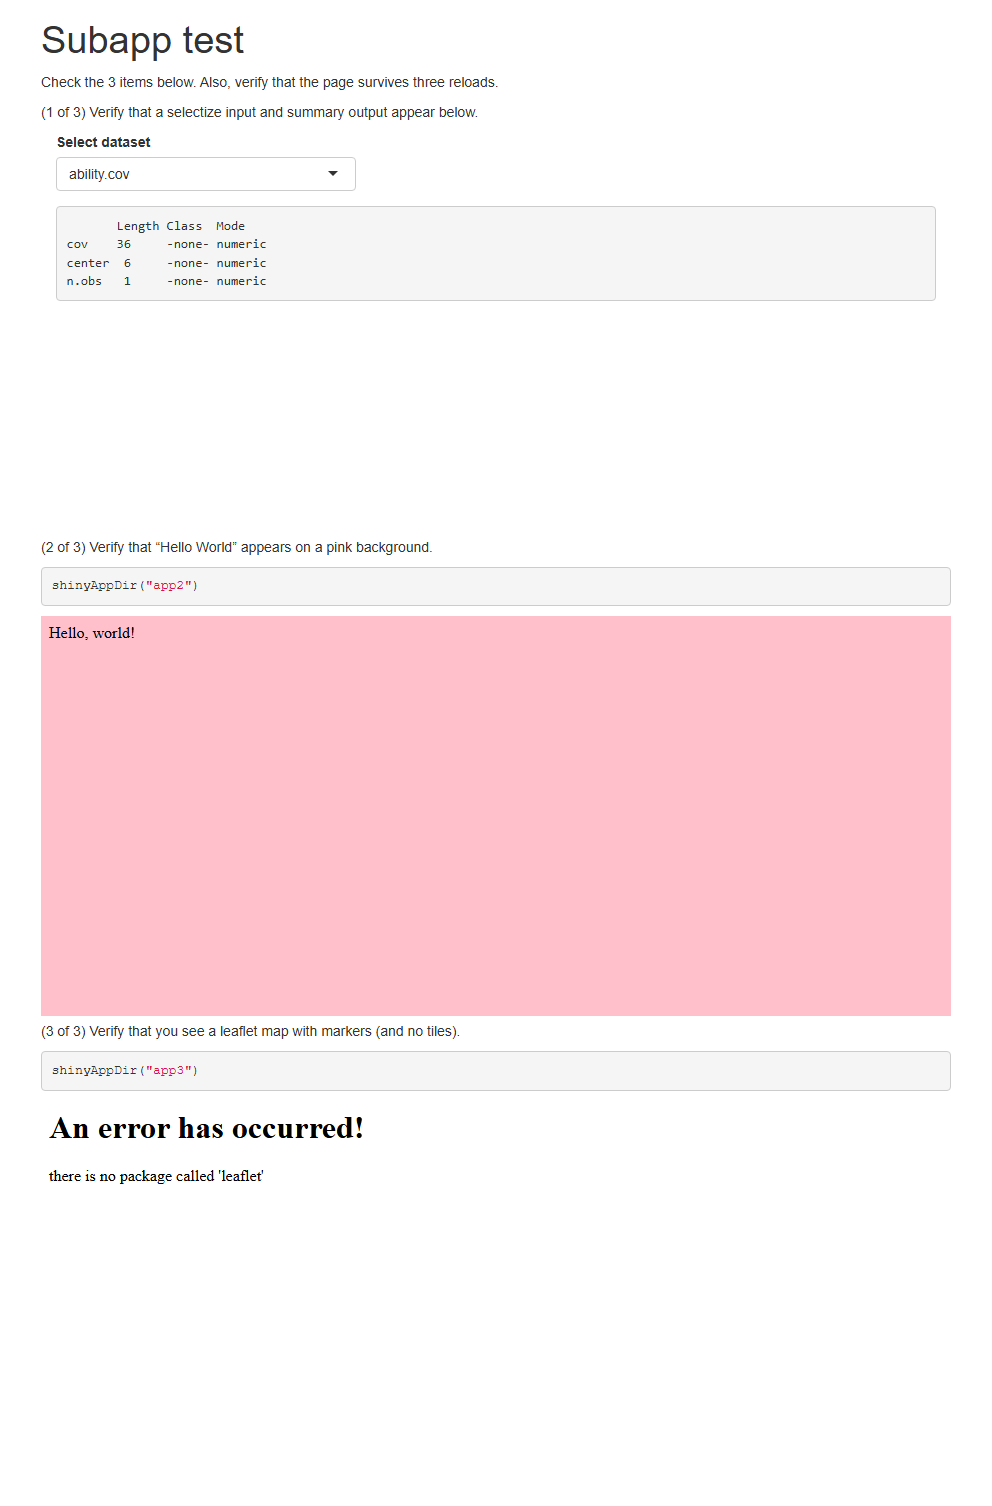 Subapp test
Check the 3 items below. Also, verify that the page survives three reloads.
(1 of 3) Verify that a selectize input and summary output appear below.
Select dataset
ability.cov
       Length Class  Mode
cov    36     -none- numeric
center  6     -none- numeric
n.obs   1     -none- numeric
(2 of 3) Verify that “Hello World” appears on a pink background.
shinyAppDir("app2")
Hello, world!
(3 of 3) Verify that you see a leaflet map with markers (and no tiles).
shinyAppDir("app3")
An error has occurred!
there is no package called 'leaflet'